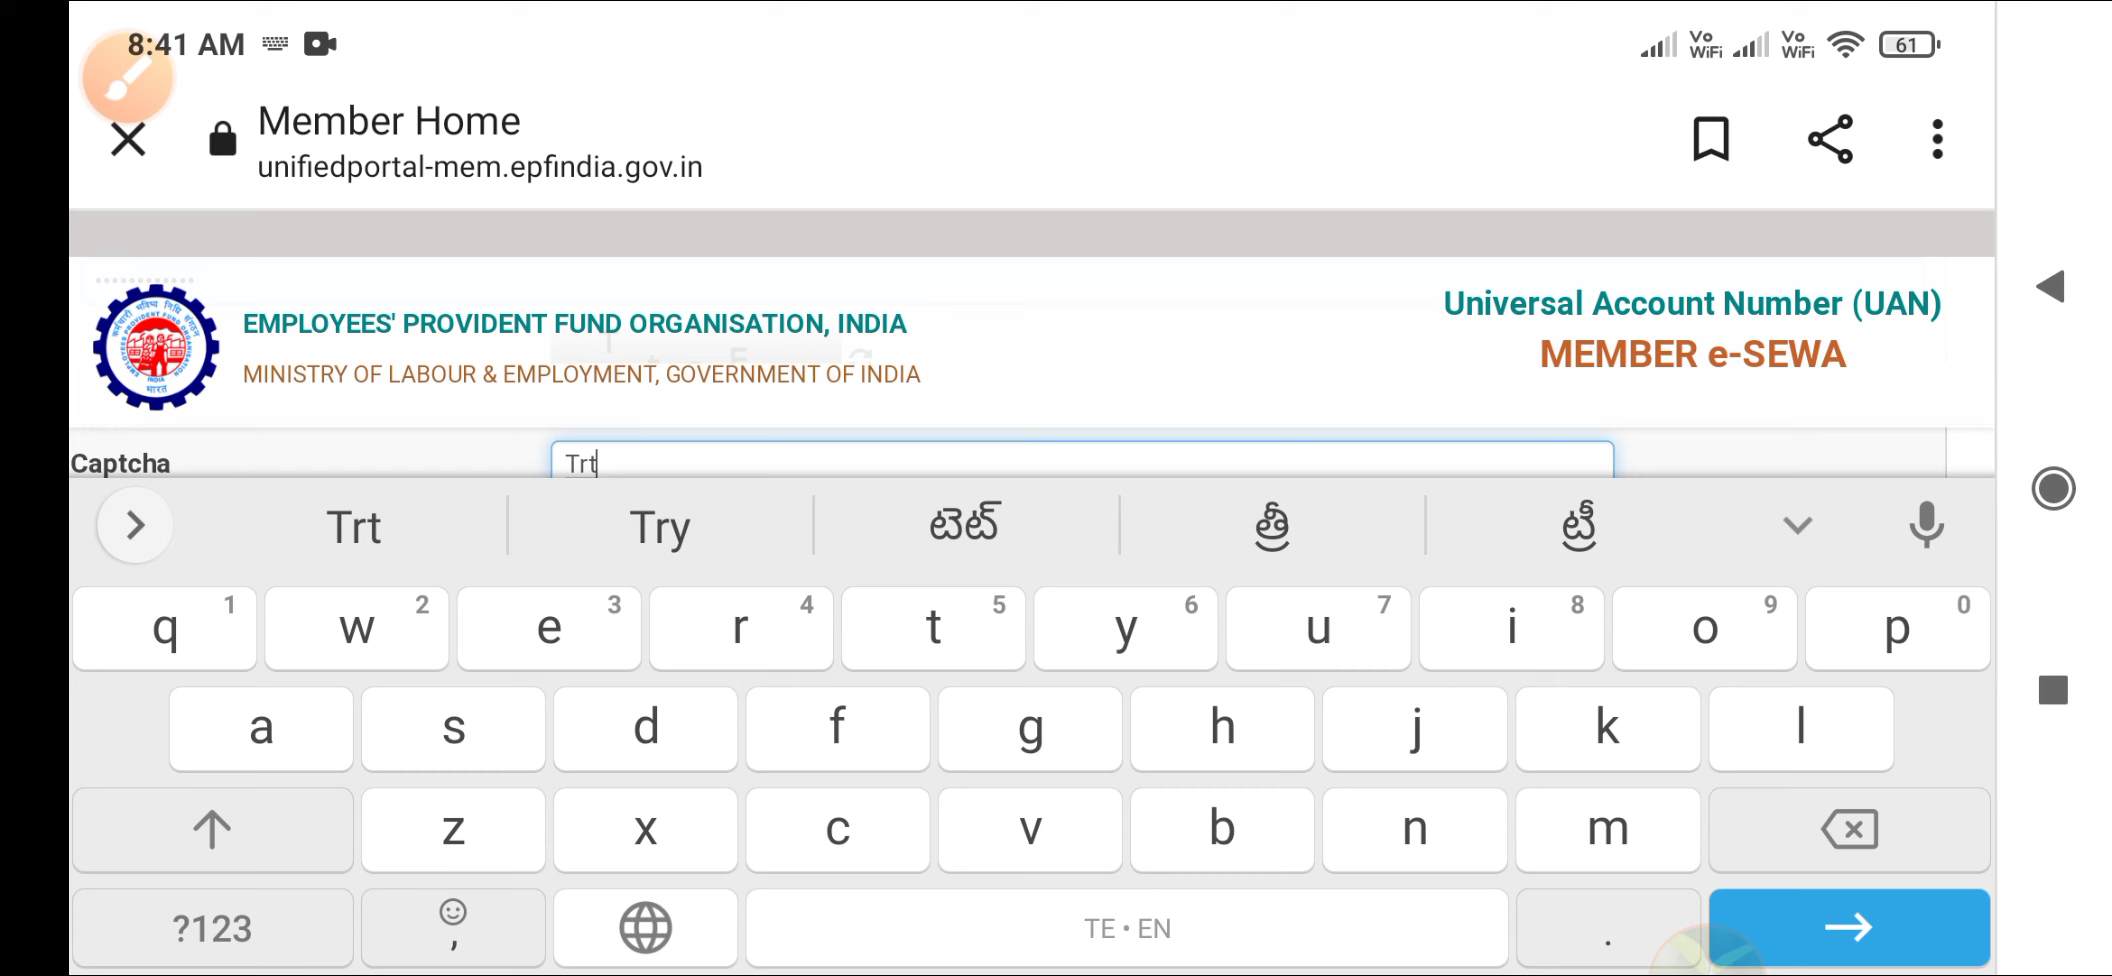 8:41 AM
Vo WiFi Vo WiFi 61
Member Home
unifiedportal-mem.epfindia.gov.in
EMPLOYEES' PROVIDENT FUND ORGANISATION, INDIA
MINISTRY OF LABOUR & EMPLOYMENT, GOVERNMENT OF INDIA
Universal Account Number (UAN)
MEMBER e-SEWA
Captcha
Trt
Trt Try టెట్ త్రీ ట్రీ
q 1 w 2 e 3 r 4 t 5 y 6 u 7 i 8 o 9 p 0
a s d f g h j k l
z x c v b n m
?123 , TE • EN .